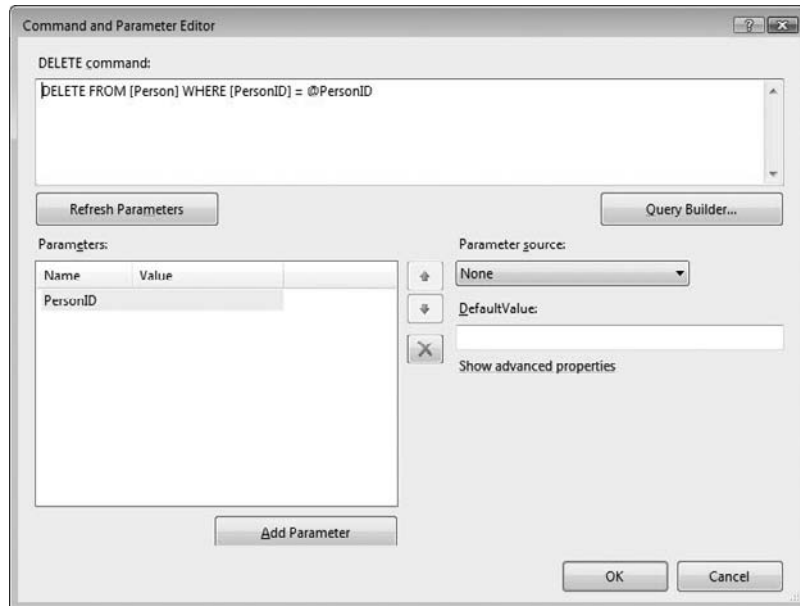 Command and Parameter Editor
DELETE command:
DELETE FROM [Person] WHERE [PersonID] = @PersonID
Refresh Parameters
Query Builder...
Parameters:
Parameter source:
Name Value
None
PersonID
DefaultValue:
Show advanced properties
Add Parameter
OK
Cancel